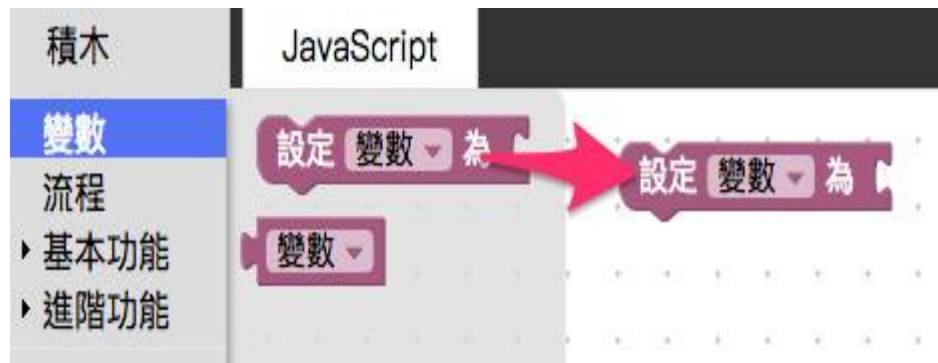 積木
JavaScript
變數
流程
基本功能
進階功能
設定 變數 為
變數
設定 變數 為